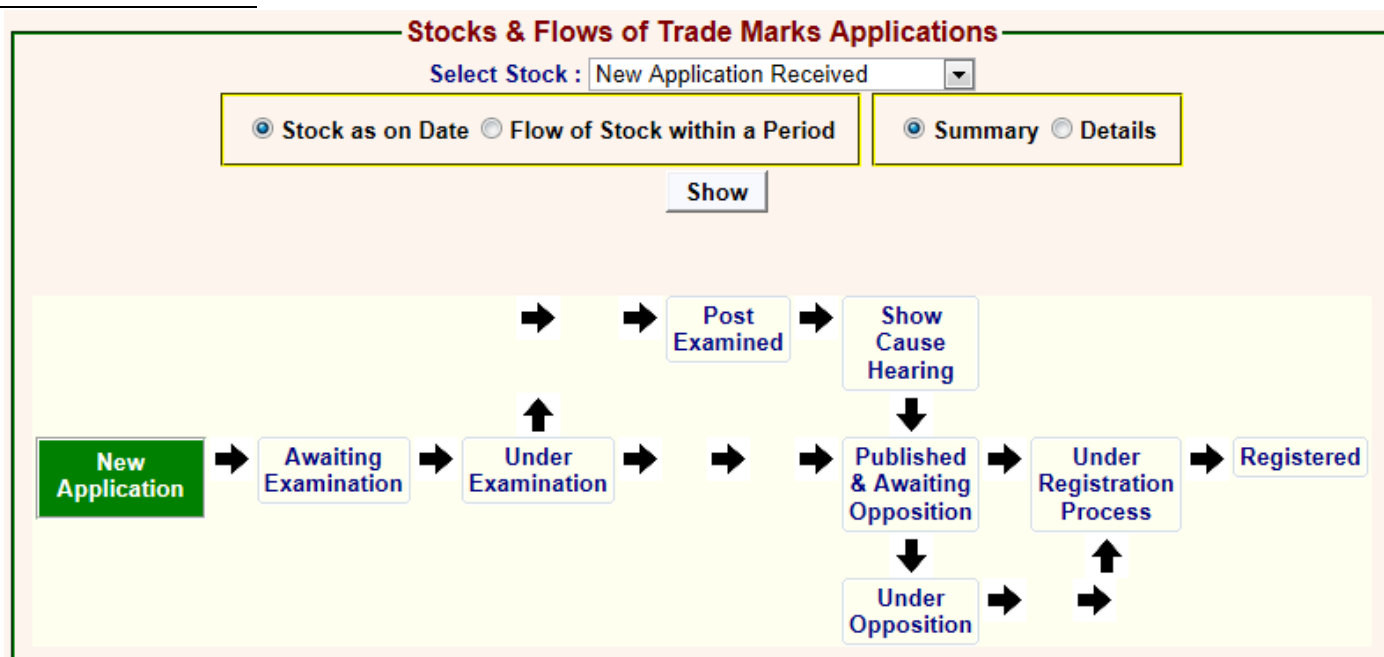 Stocks & Flows of Trade Marks Applications
Select Stock : New Application Received
Stock as on Date Flow of Stock within a Period Summary Details
Show
Post
Examined
Show
Cause
Hearing
New
Application
Awaiting
Examination
Under
Examination
Published
& Awaiting
Opposition
Under
Registration
Process
Registered
Under
Opposition